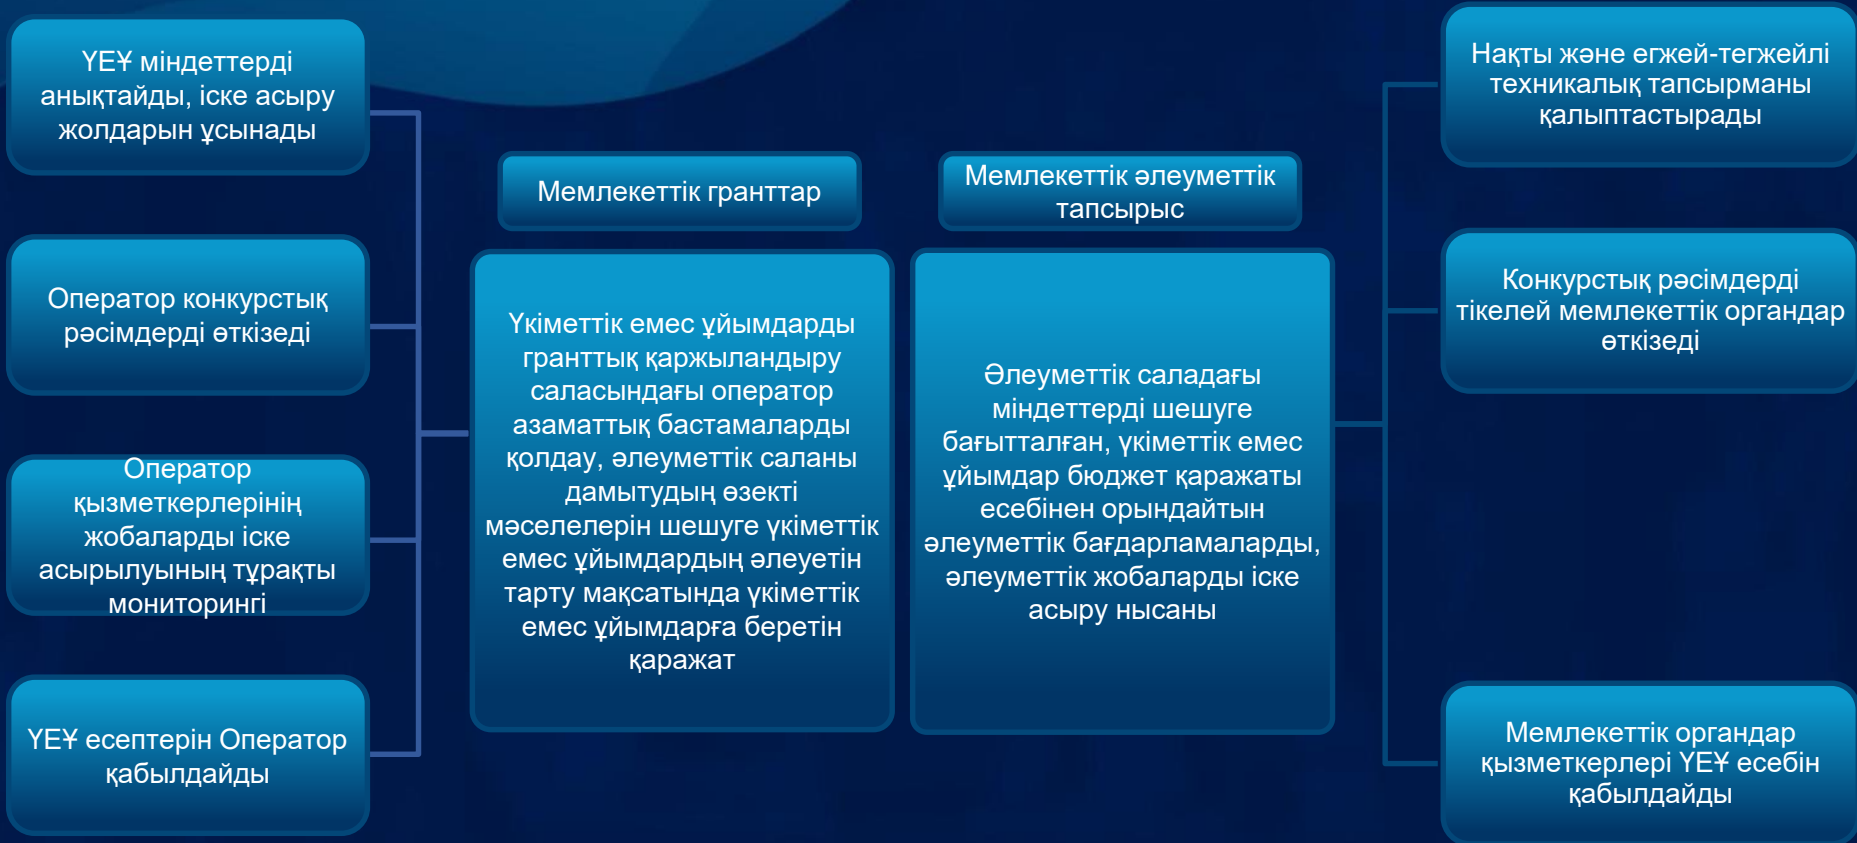 ҮЕҰ міндеттерді
анықтайды, іске асыру
жолдарын ұсынады
Оператор конкурстық
рәсімдерді өткізеді
Оператор
қызметкерлерінің
жобаларды іске
асырылуының тұрақты
мониторингі
ҮЕҰ есептерін Оператор
қабылдайды
Мемлекеттік гранттар
Үкіметтік емес ұйымдарды
гранттық қаржыландыру
саласындағы оператор
азаматтық бастамаларды
қолдау, әлеуметтік саланы
дамытудың өзекті
мәселелерін шешуге үкіметтік
емес ұйымдардың әлеуетін
тарту мақсатында үкіметтік
емес ұйымдарға беретін
қаражат
Мемлекеттік әлеуметтік
тапсырыс
Әлеуметтік саладағы
міндеттерді шешуге
бағытталған, үкіметтік емес
ұйымдар бюджет қаражаты
есебінен орындайтын
әлеуметтік бағдарламаларды,
әлеуметтік жобаларды іске
асыру нысаны
Нақты және егжей-тегжейлі
техникалық тапсырманы
қалыптастырады
Конкурстық рәсімдерді
тікелей мемлекеттік органдар
өткізеді
Мемлекеттік органдар
қызметкерлері ҮЕҰ есебін
қабылдайды